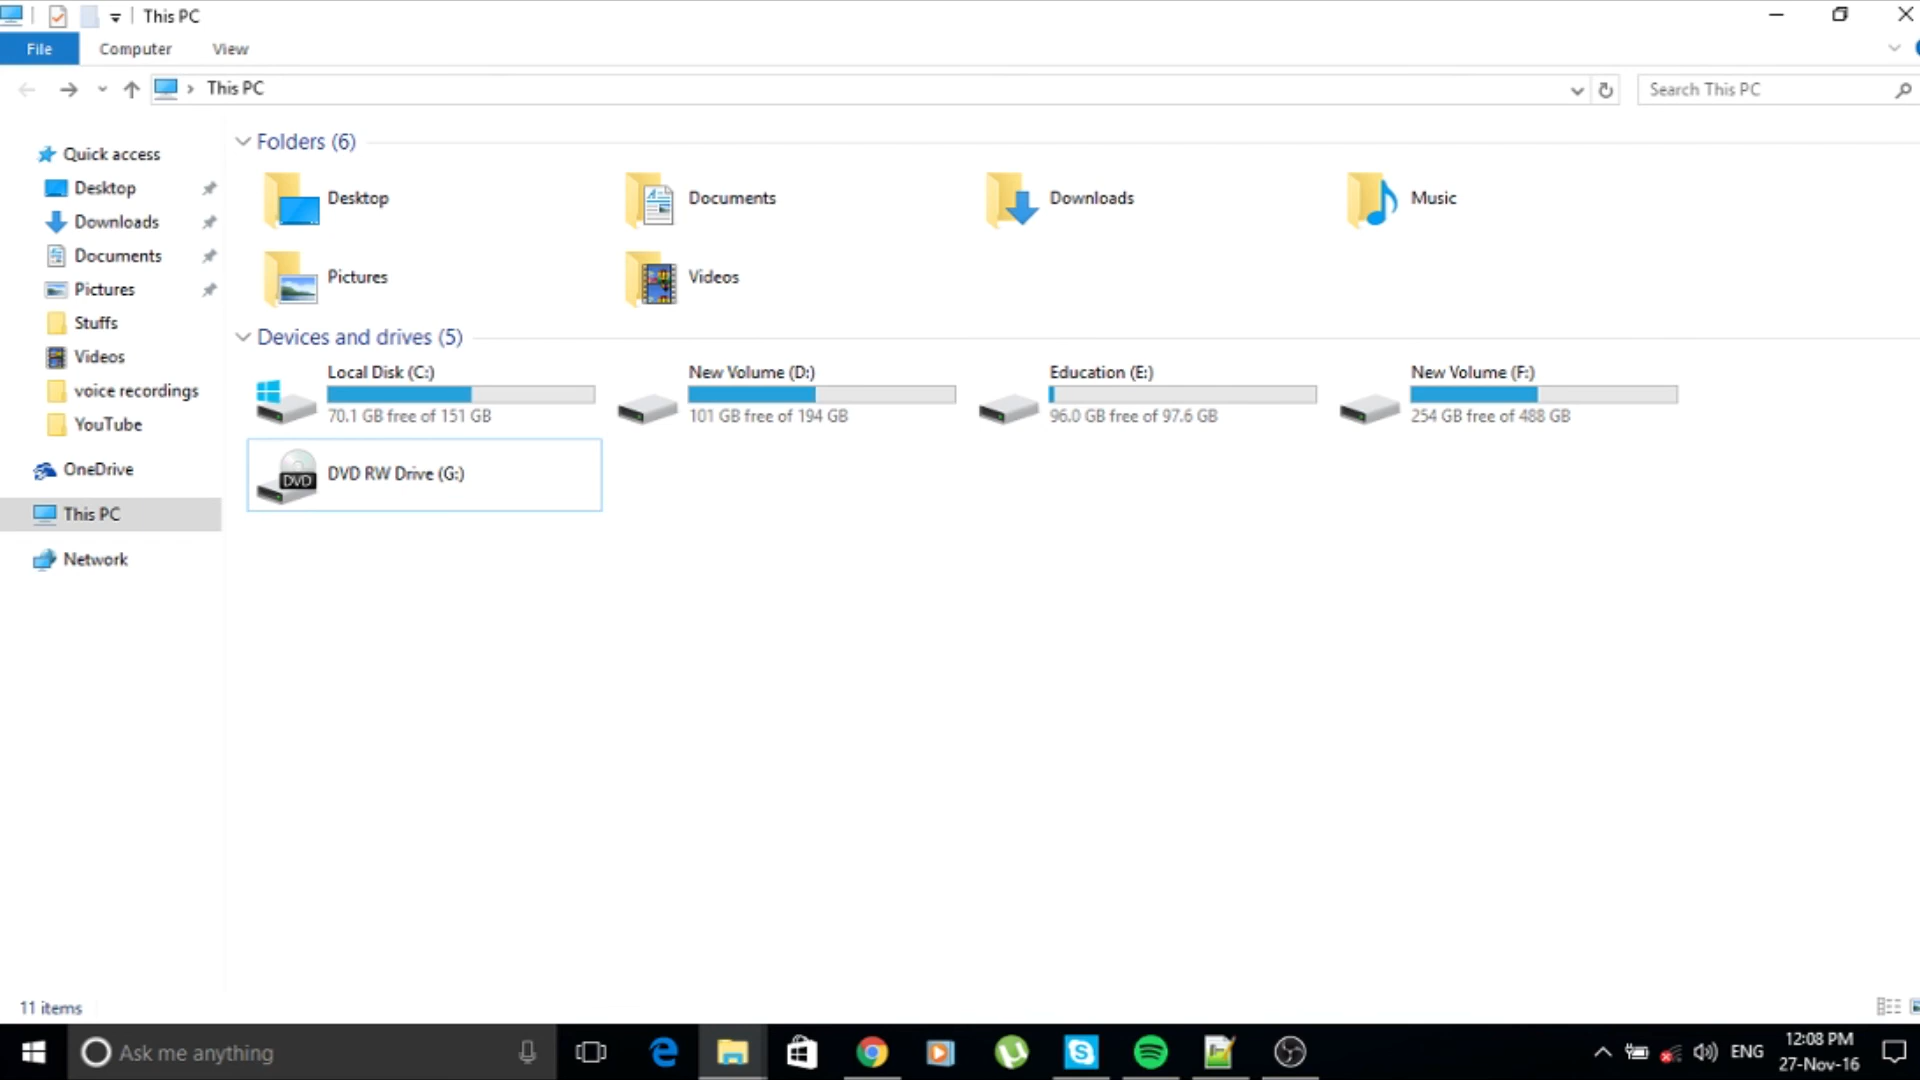 This PC
File Computer View
This PC
Search This PC
Quick access
Desktop
Downloads
Documents
Pictures
Stuffs
Videos
voice recordings
YouTube
OneDrive
This PC
Network
Folders (6)
Desktop
Documents
Downloads
Music
Pictures
Videos
Devices and drives (5)
Local Disk (C:)
70.1 GB free of 151 GB
New Volume (D:)
101 GB free of 194 GB
Education (E:)
96.0 GB free of 97.6 GB
New Volume (F:)
254 GB free of 488 GB
DVD
DVD RW Drive (G:)
11 items
Ask me anything
ENG
12:08 PM
27-Nov-16